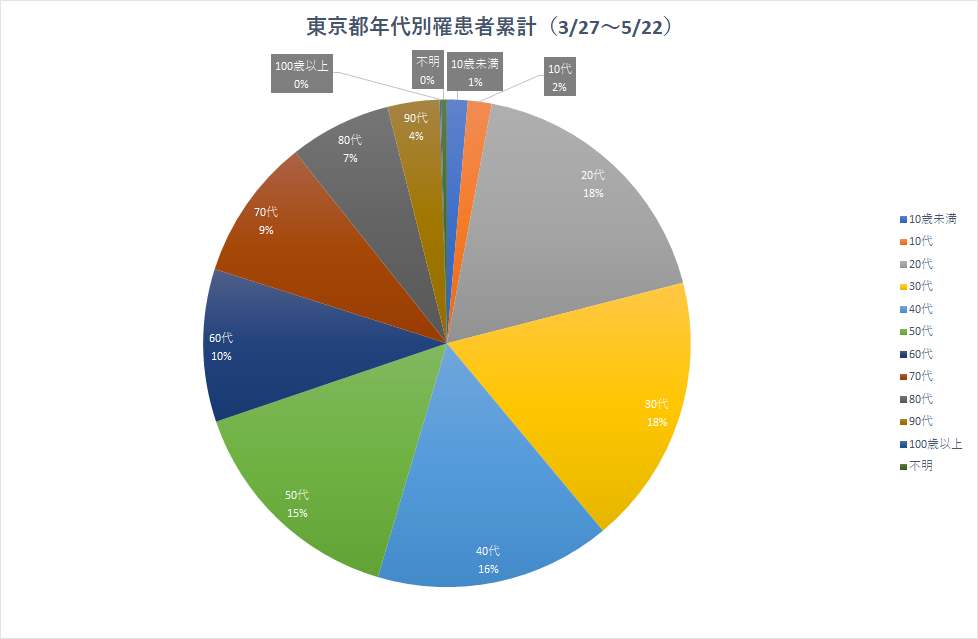 東京都年代別罹患者累計（3/27～5/22）
100歳以上
0%
不明
0%
10歳未満
1%
10代
2%
20代
18%
30代
18%
40代
16%
50代
15%
60代
10%
70代
9%
80代
7%
90代
4%
10歳未満
10代
20代
30代
40代
50代
60代
70代
80代
90代
100歳以上
不明